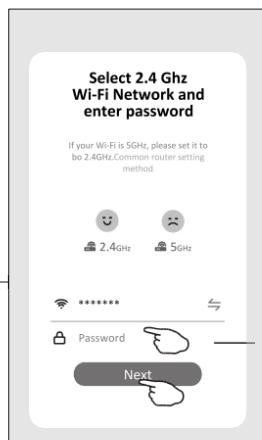 Select 2.4 Ghz
Wi-Fi Network and
enter password
If your Wi-Fi is 5GHz, please set it to
bo 2.4GHz.Common router setting
method
2.4GHz 5GHz
*******
Password
Next